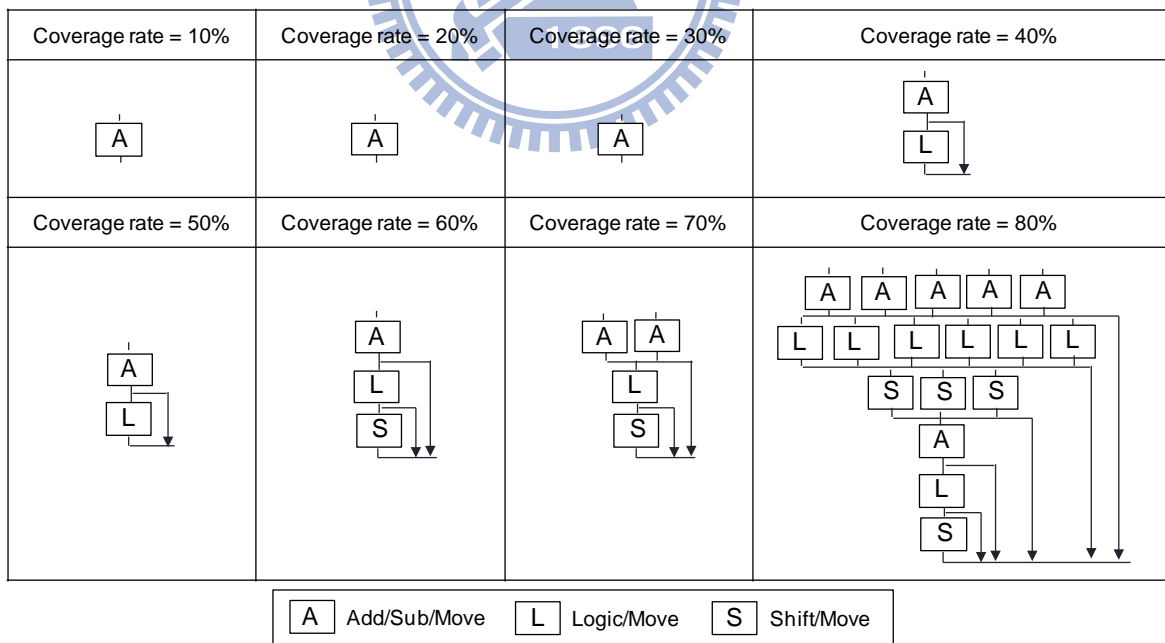 Coverage rate = 10%
Coverage rate = 20%
Coverage rate = 30%
Coverage rate = 40%
A
A
A
A
L
Coverage rate = 50%
Coverage rate = 60%
Coverage rate = 70%
Coverage rate = 80%
A
L
A
L
S
A A
L
S
A A A A A
L L L L L L
S S S
A
L
S
A Add/Sub/Move L Logic/Move S Shift/Move